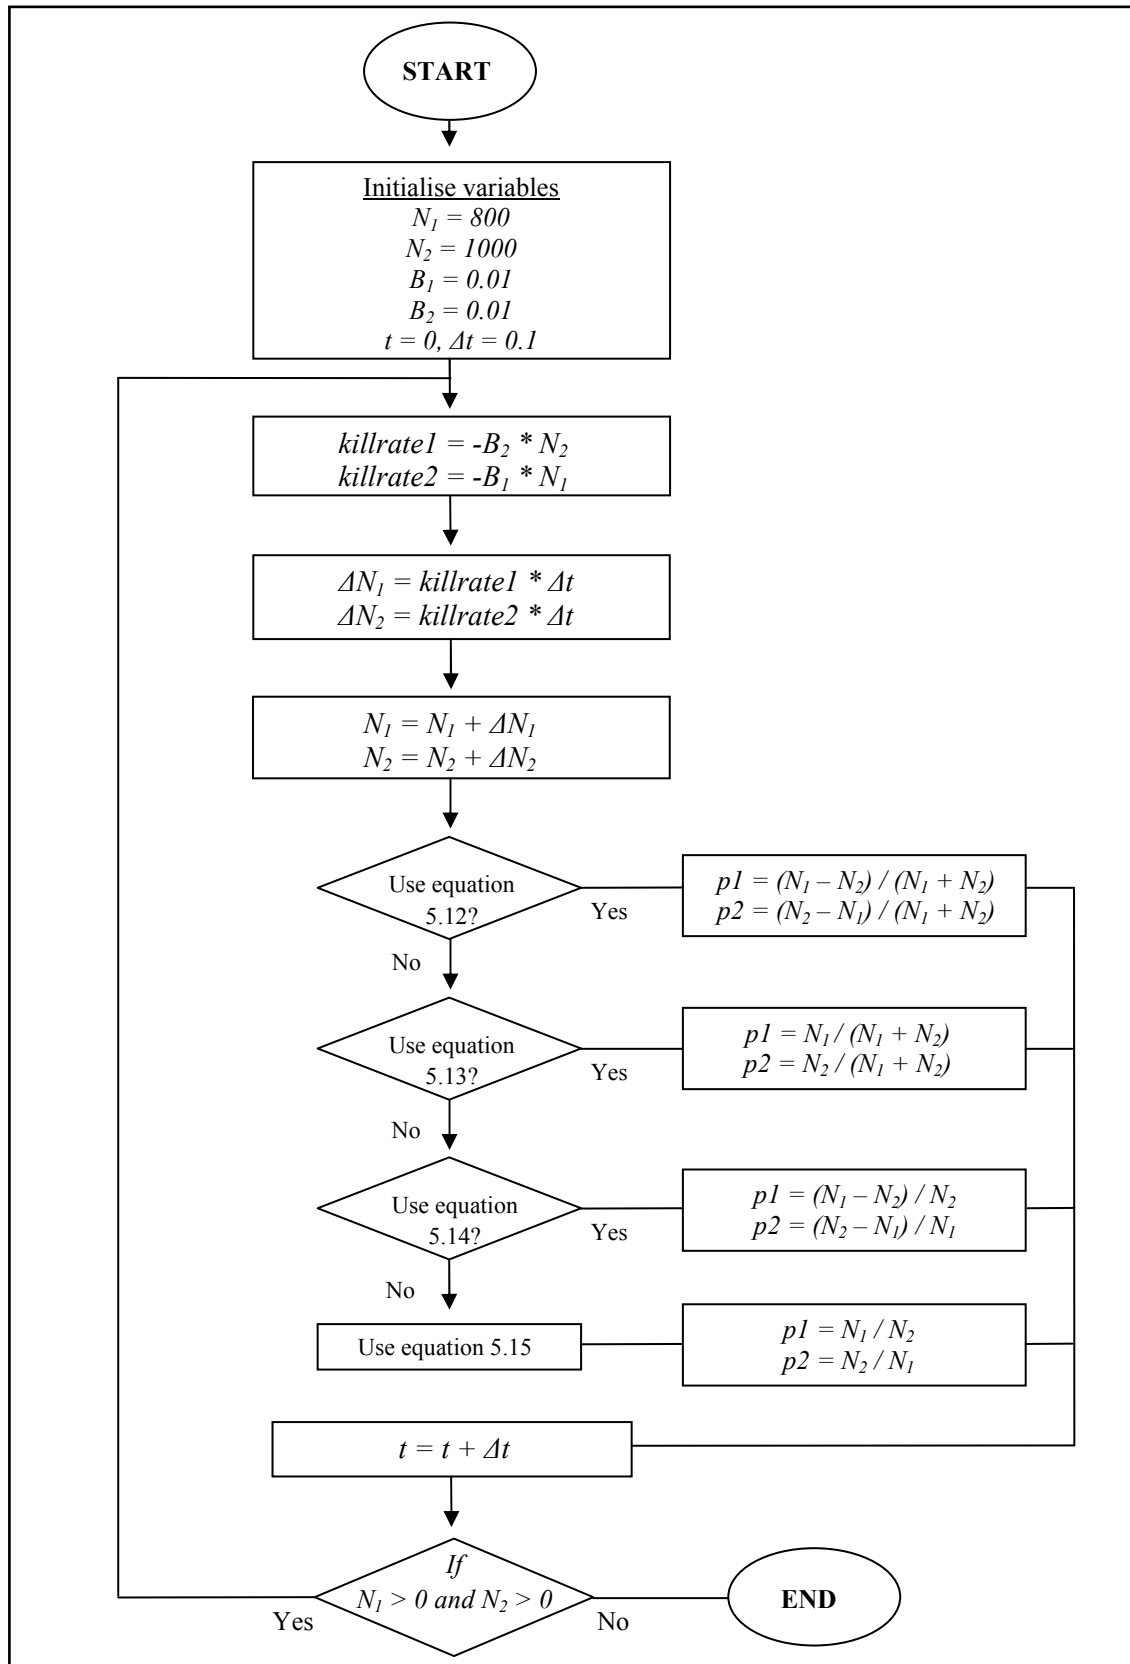 START
Initialise variables
N₁ = 800
N₂ = 1000
B₁ = 0.01
B₂ = 0.01
t = 0, Δt = 0.1
killrate1 = -B₂ * N₂
killrate2 = -B₁ * N₁
ΔN₁ = killrate1 * Δt
ΔN₂ = killrate2 * Δt
N₁ = N₁ + ΔN₁
N₂ = N₂ + ΔN₂
Use equation
5.12?
Yes
p1 = (N₁ – N₂) / (N₁ + N₂)
p2 = (N₂ – N₁) / (N₁ + N₂)
No
Use equation
5.13?
Yes
p1 = N₁ / (N₁ + N₂)
p2 = N₂ / (N₁ + N₂)
No
Use equation
5.14?
Yes
p1 = (N₁ – N₂) / N₂
p2 = (N₂ – N₁) / N₁
No
Use equation 5.15
p1 = N₁ / N₂
p2 = N₂ / N₁
t = t + Δt
If
N₁ > 0 and N₂ > 0
Yes
No
END